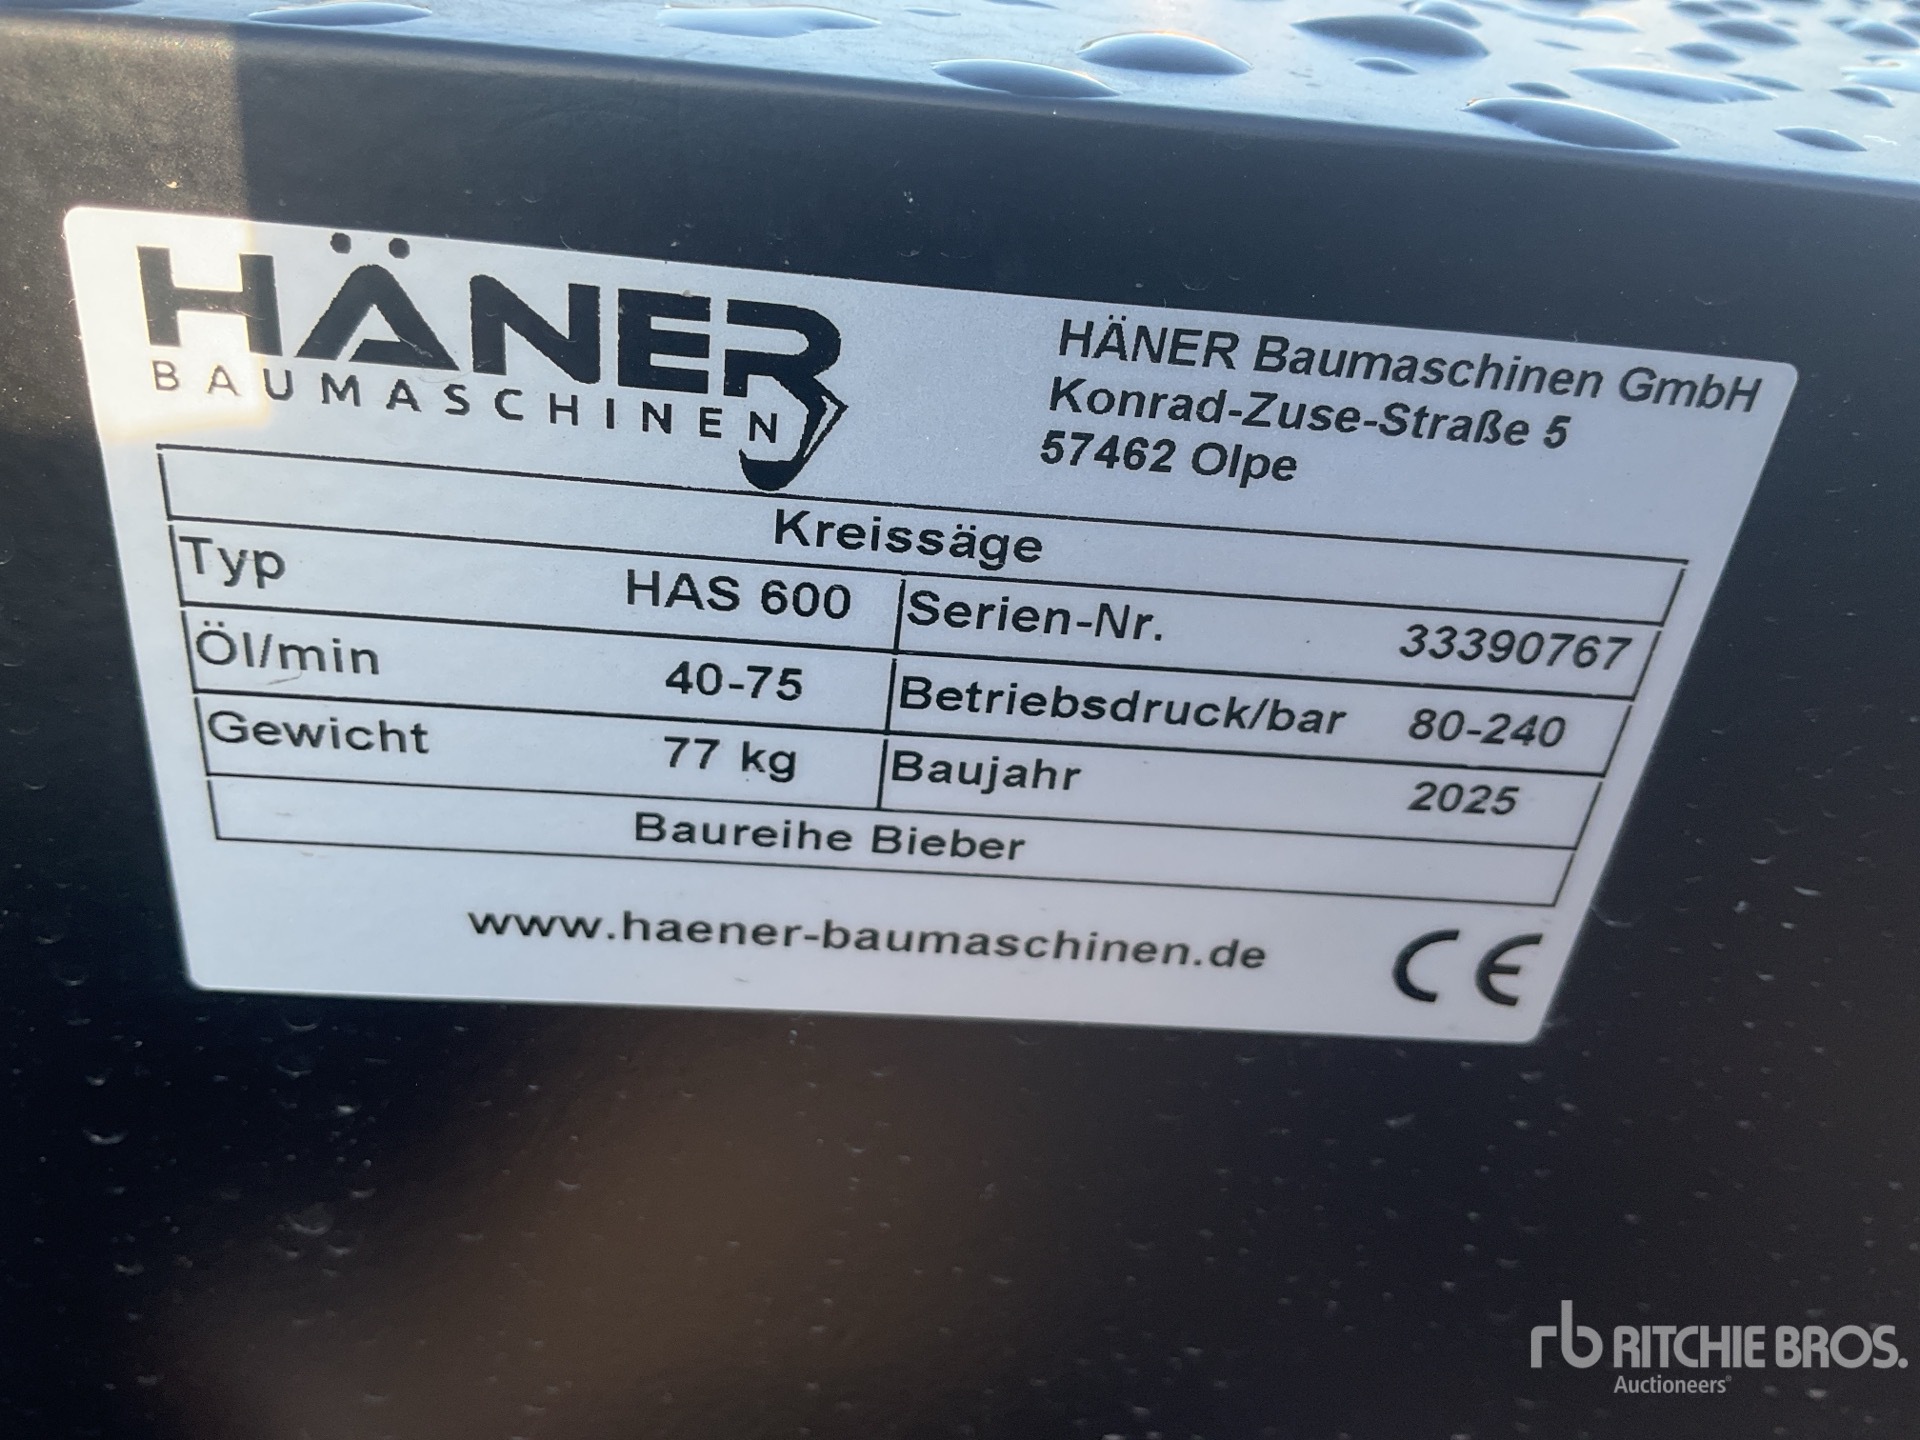 HÄNER
BAUMASCHINEN
HÄNER Baumaschinen GmbH
Konrad-Zuse-Straße 5
57462 Olpe
Kreissäge
Typ HAS 600 Serien-Nr. 33390767
Öl/min 40-75 Betriebsdruck/bar 80-240
Gewicht 77 kg Baujahr 2025
Baureihe Bieber
www.haener-baumaschinen.de CE
rb RITCHIE BROS.
Auctioneers®